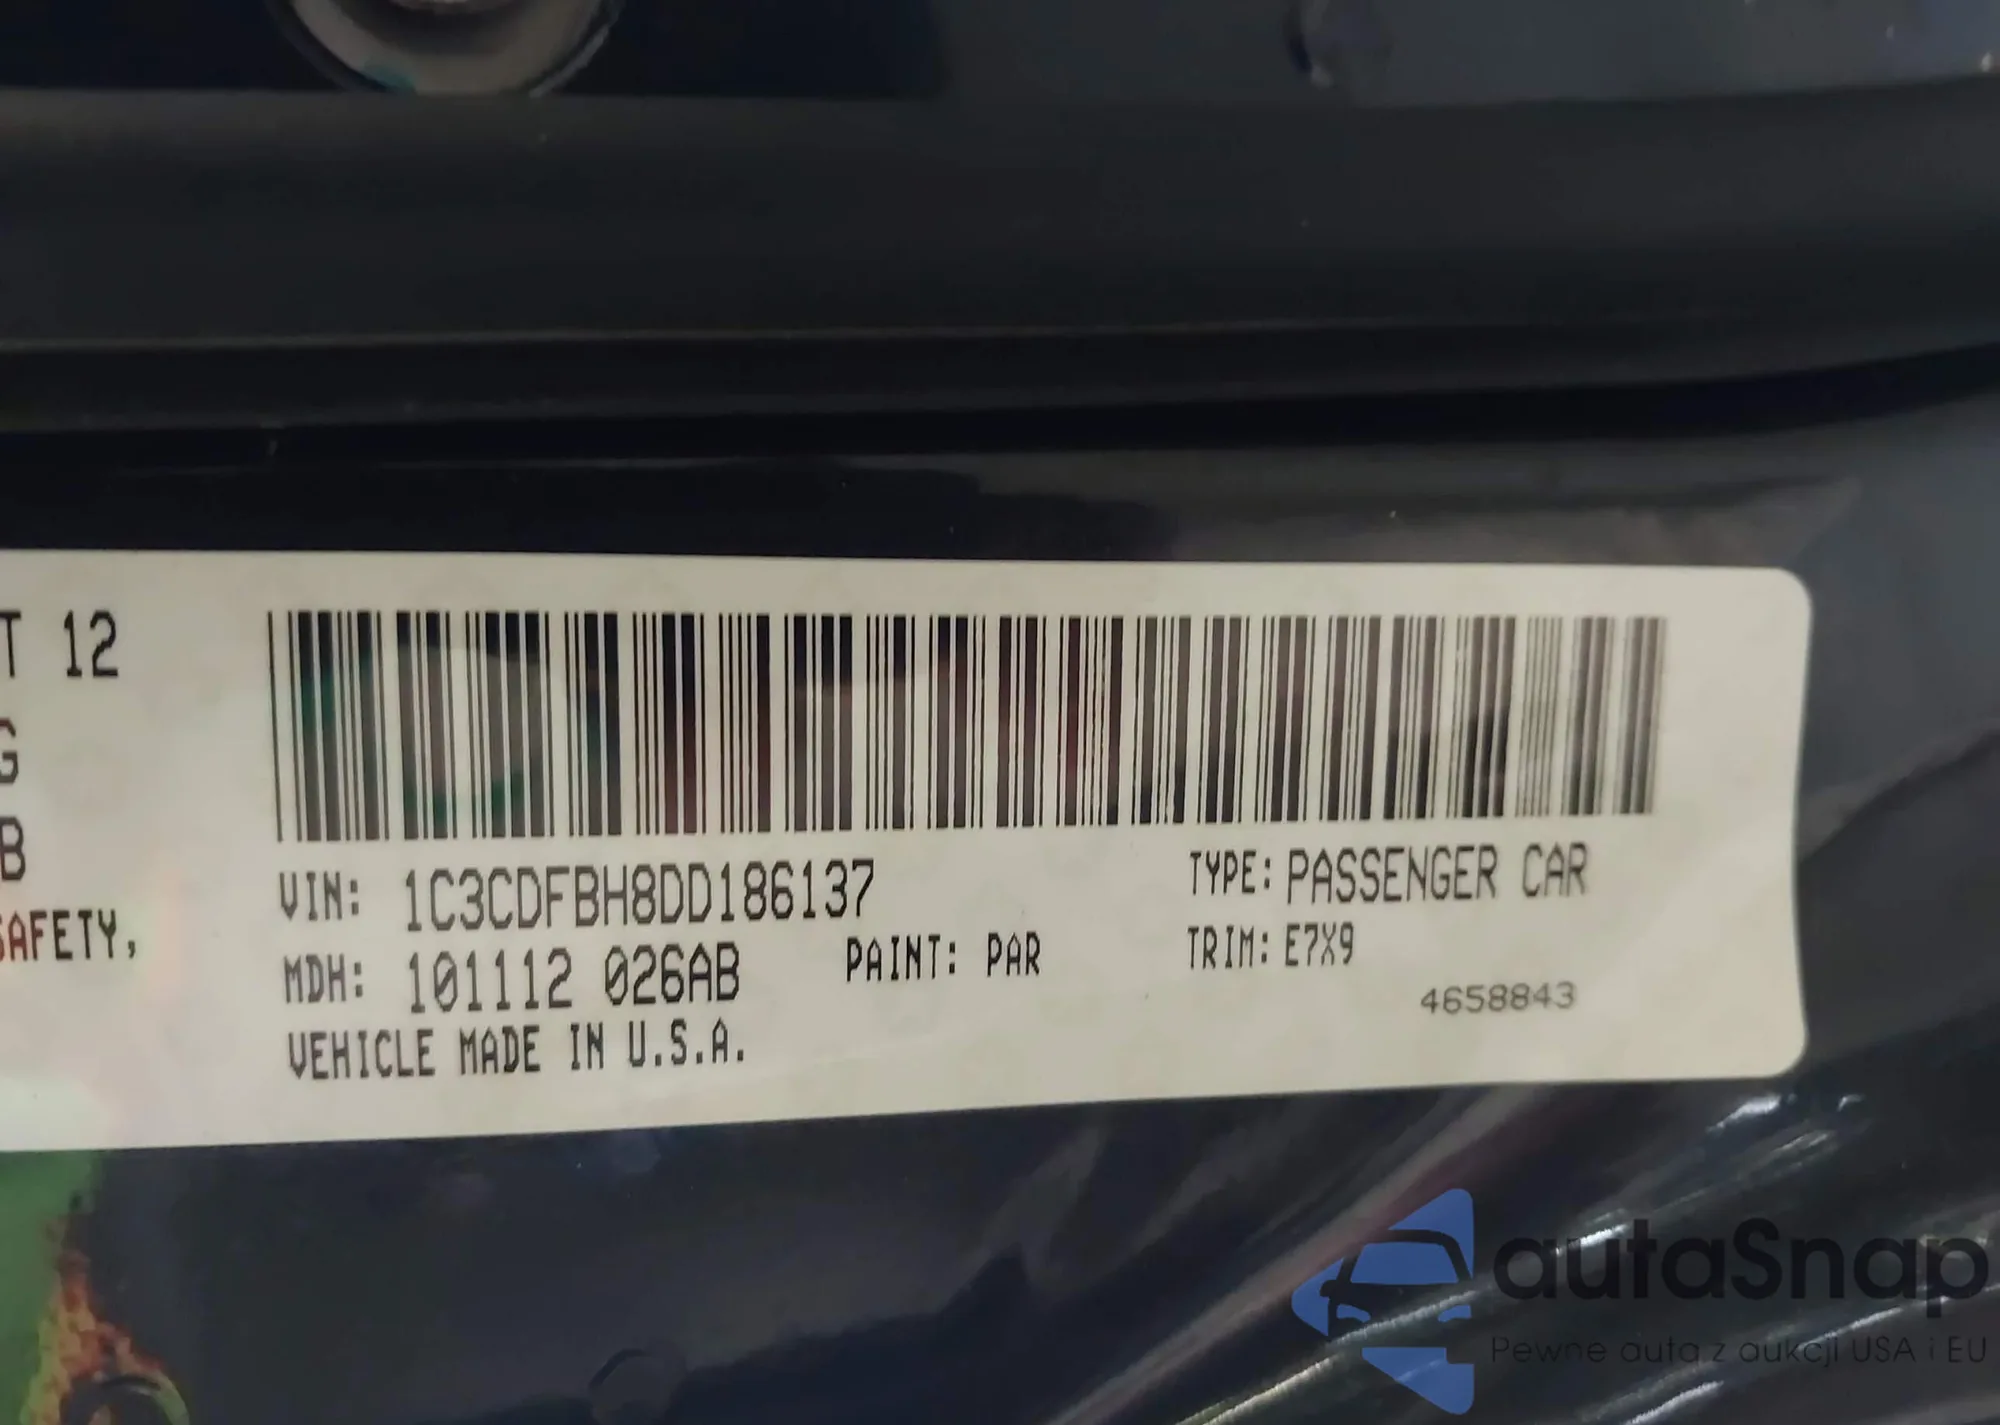 T 12
G
B
SAFETY,
VIN: 1C3CDFBH8DD186137
TYPE: PASSENGER CAR
MDH: 101112 026AB
PAINT: PAR
TRIM: E7X9
VEHICLE MADE IN U.S.A.
4658843
autaSnap
Pewne auta z aukcji USA i EU